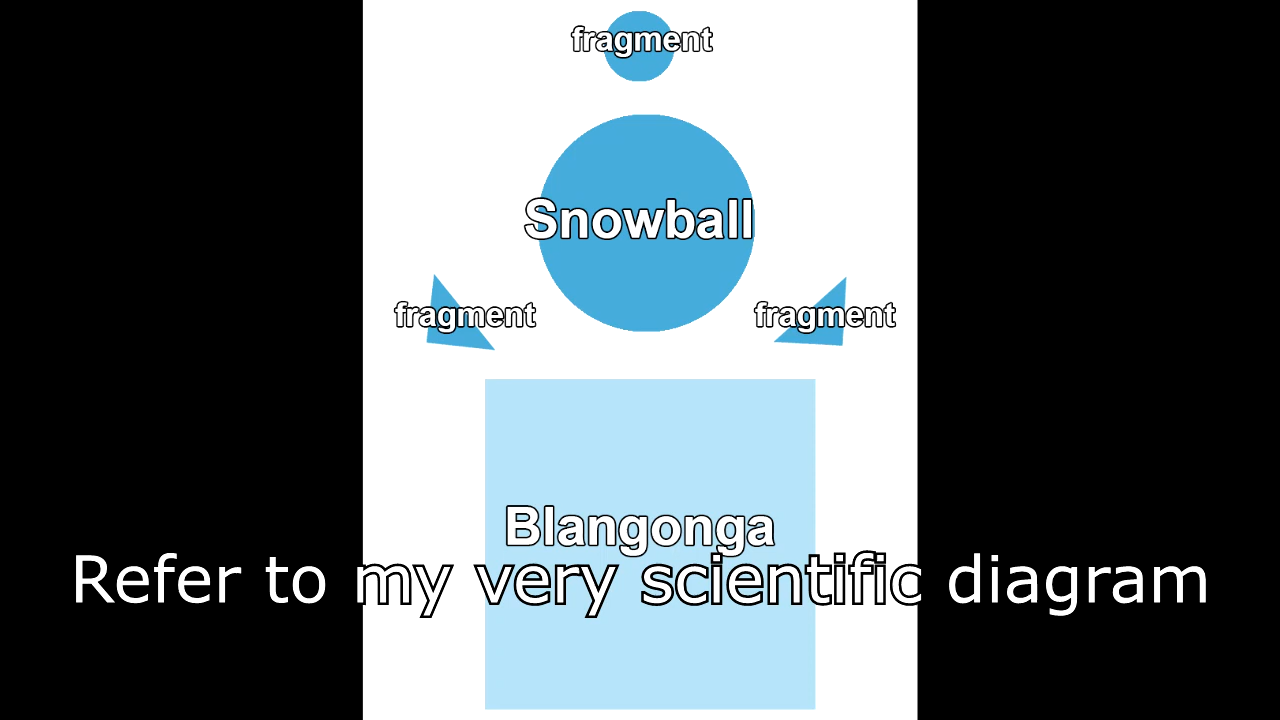 fragment
Snowball
fragment
fragment
Blangonga
Refer to my very scientific diagram